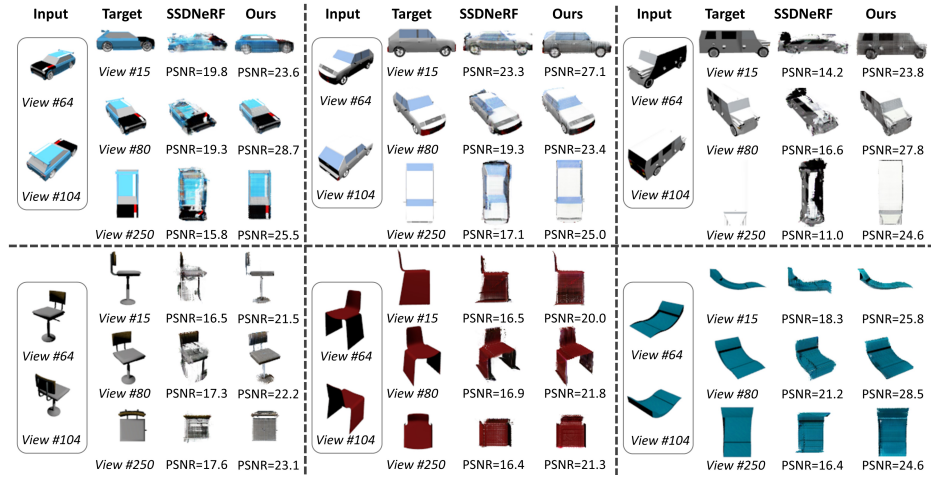 Input Target SSDNeRF Ours
View #64
View #104
View #15 PSNR=19.8 PSNR=23.6
View #80 PSNR=19.3 PSNR=28.7
View #250 PSNR=15.8 PSNR=25.5
Input Target SSDNeRF Ours
View #64
View #104
View #15 PSNR=23.3 PSNR=27.1
View #80 PSNR=19.3 PSNR=23.4
View #250 PSNR=17.1 PSNR=25.0
Input Target SSDNeRF Ours
View #64
View #104
View #15 PSNR=14.2 PSNR=23.8
View #80 PSNR=16.6 PSNR=27.8
View #250 PSNR=11.0 PSNR=24.6
View #64
View #104
View #15 PSNR=16.5 PSNR=21.5
View #80 PSNR=17.3 PSNR=22.2
View #250 PSNR=17.6 PSNR=23.1
View #64
View #104
View #15 PSNR=16.5 PSNR=20.0
View #80 PSNR=16.9 PSNR=21.8
View #250 PSNR=16.4 PSNR=21.3
View #64
View #104
View #15 PSNR=18.3 PSNR=25.8
View #80 PSNR=21.2 PSNR=28.5
View #250 PSNR=16.4 PSNR=24.6